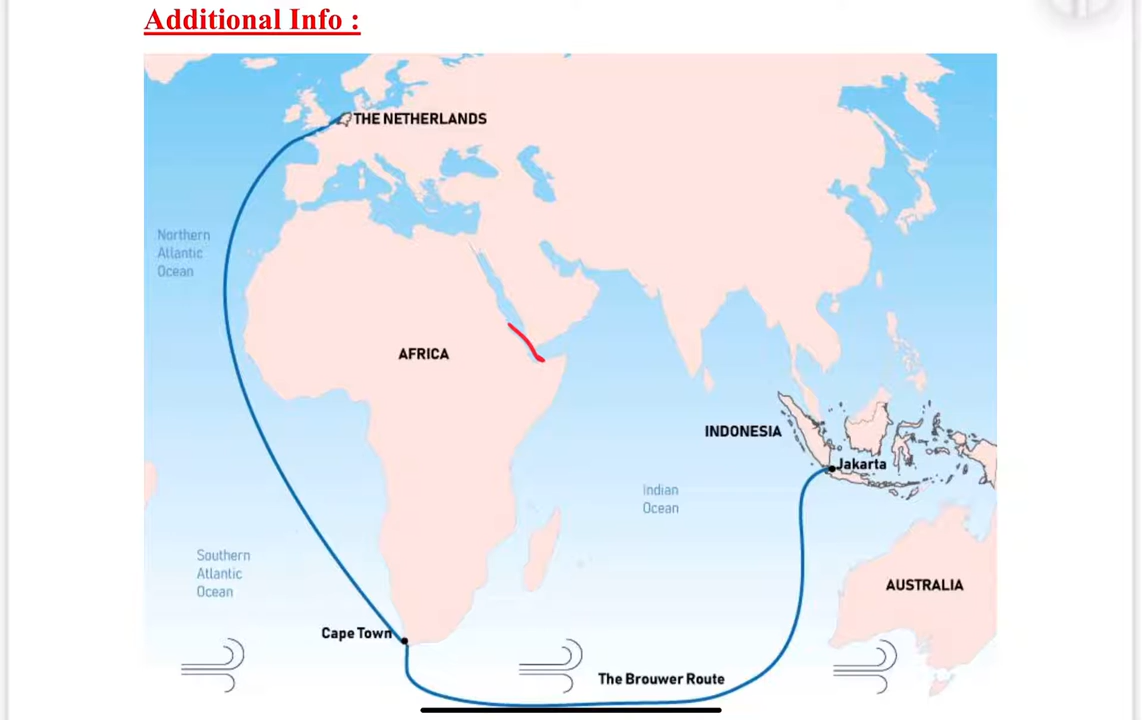 Additional Info :
THE NETHERLANDS
Northern
Atlantic
Ocean
AFRICA
INDONESIA
Jakarta
Indian
Ocean
Southern
Atlantic
Ocean
AUSTRALIA
Cape Town
The Brouwer Route